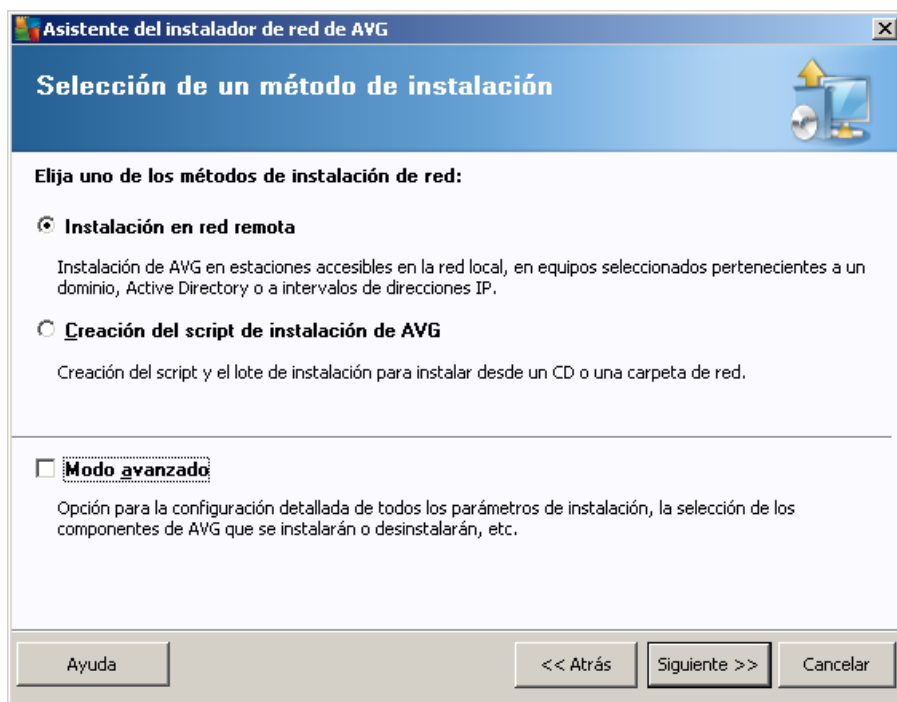 Asistente del instalador de red de AVG
Selección de un método de instalación
Elija uno de los métodos de instalación de red:
Instalación en red remota
Instalación de AVG en estaciones accesibles en la red local, en equipos seleccionados pertenecientes a un
dominio, Active Directory o a intervalos de direcciones IP.
Creación del script de instalación de AVG
Creación del script y el lote de instalación para instalar desde un CD o una carpeta de red.
Modo avanzado
Opción para la configuración detallada de todos los parámetros de instalación, la selección de los
componentes de AVG que se instalarán o desinstalarán, etc.
Ayuda
<< Atrás
Siguiente >>
Cancelar